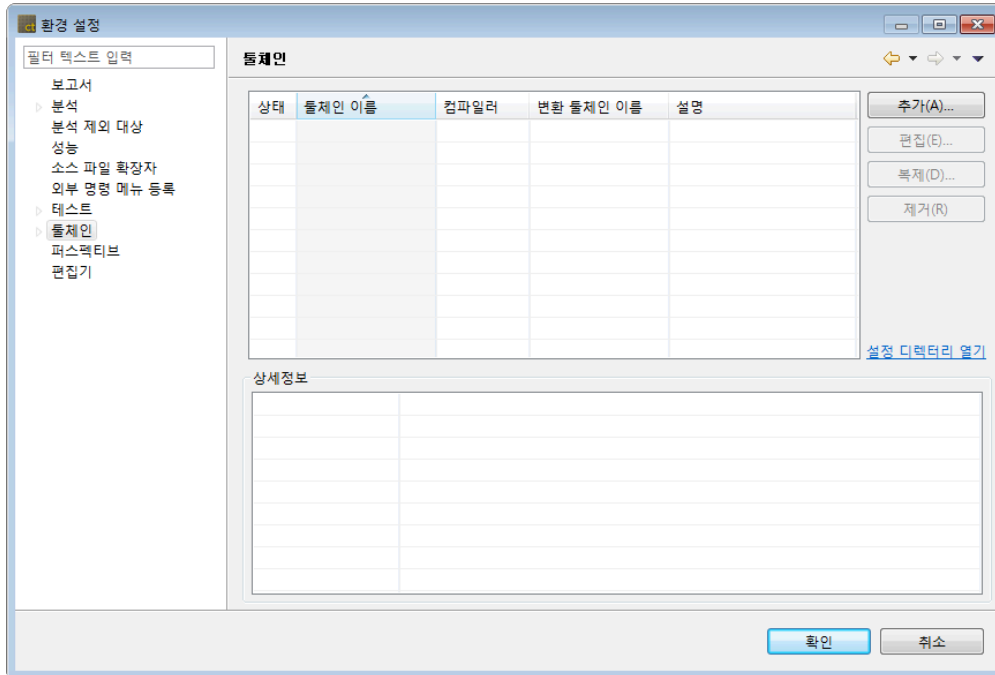 ct 환경 설정
필터 텍스트 입력
보고서
분석
분석 제외 대상
성능
소스 파일 확장자
외부 명령 메뉴 등록
테스트
툴체인
퍼스펙티브
편집기
툴체인
상태 툴체인 이름 컴파일러 변환 툴체인 이름 설명
추가(A)...
편집(E)...
복제(D)...
제거(R)
설정 디렉터리 열기
상세정보
확인 취소